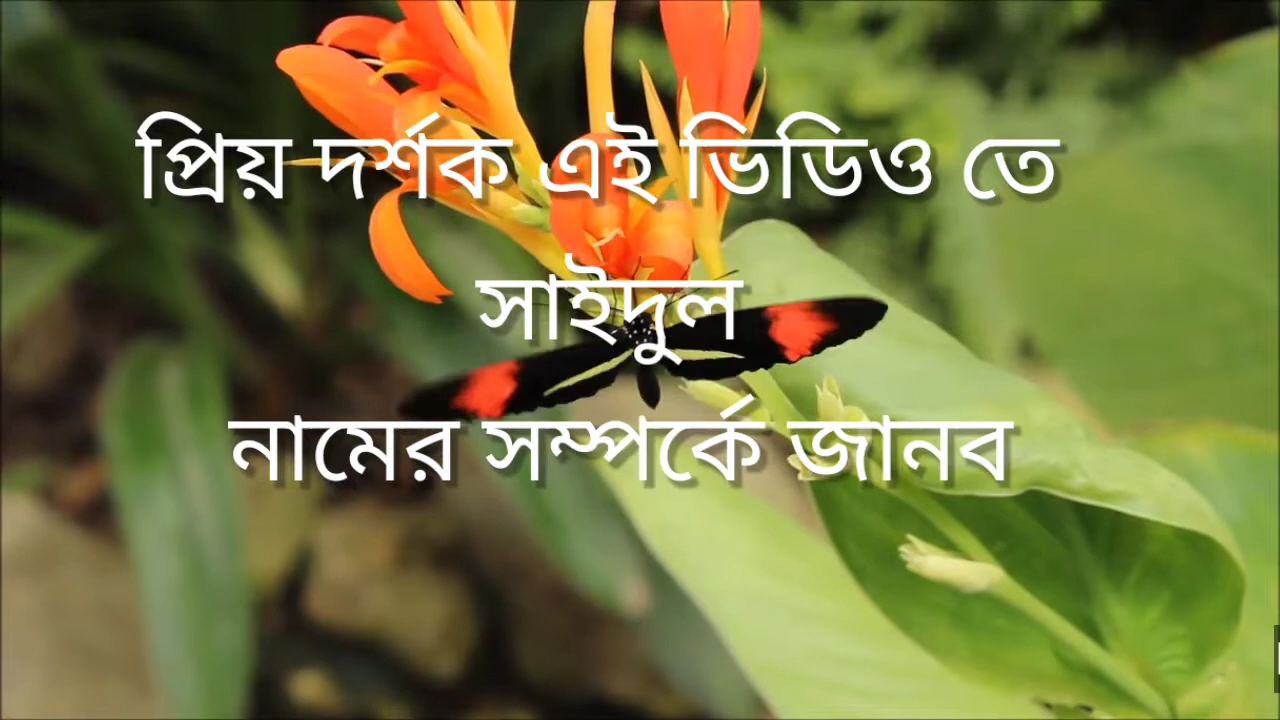 প্রিয় দর্শক এই ভিডিও তে
সাইদুল
নামের সম্পর্কে জানব